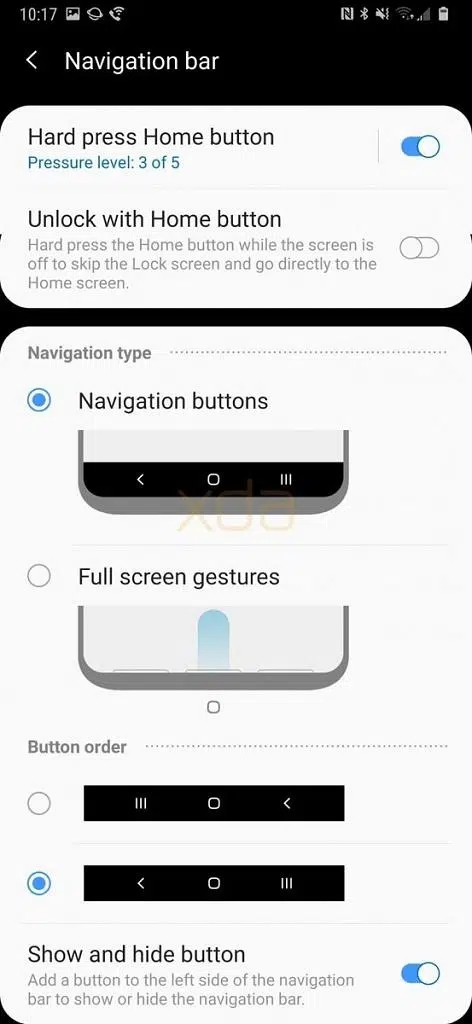 10:17
Navigation bar
Hard press Home button
Pressure level: 3 of 5
Unlock with Home button
Hard press the Home button while the screen is
off to skip the Lock screen and go directly to the
Home screen.
Navigation type
Navigation buttons
xda
Full screen gestures
Button order
Show and hide button
Add a button to the left side of the navigation
bar to show or hide the navigation bar.